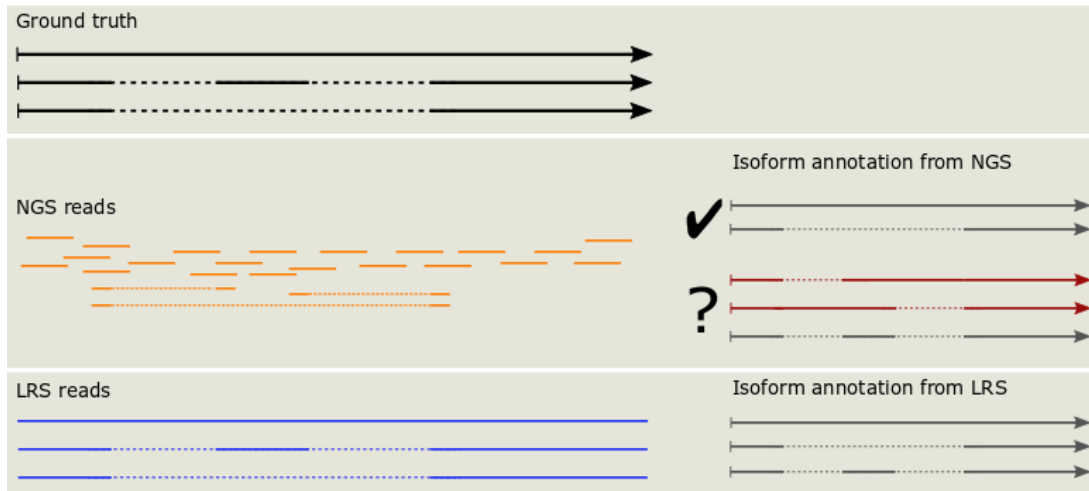 Ground truth
Isoform annotation from NGS
NGS reads
?
LRS reads
Isoform annotation from LRS